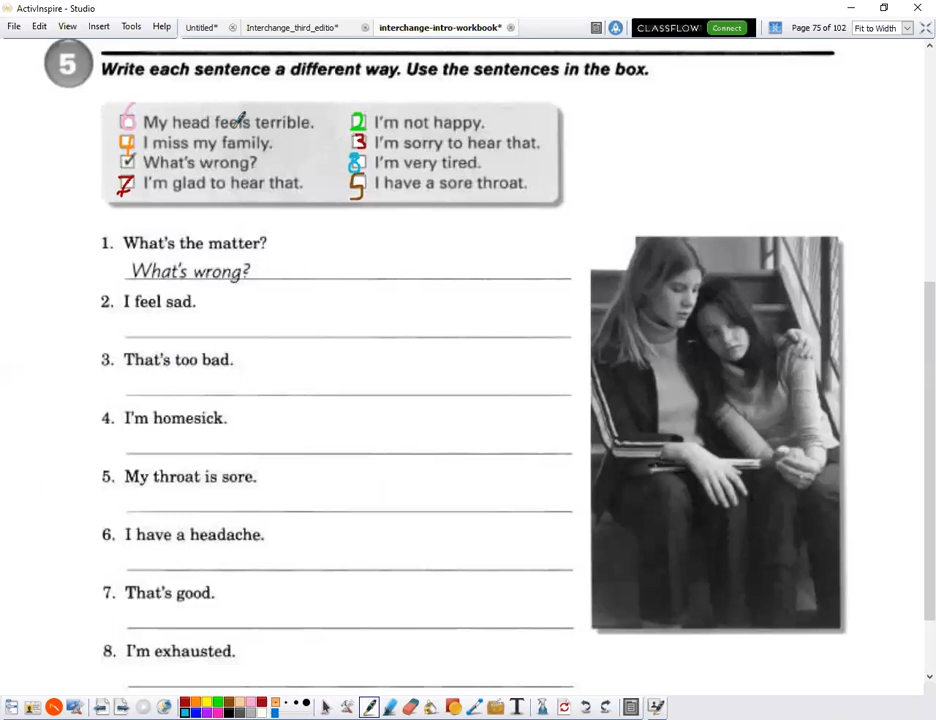 ActivInspire - Studio
File Edit View Insert Tools Help Untitled* Interchange_third_editio* interchange-intro-workbook* CLASSFLOW Connect Page 75 of 102 Fit to Width
5 Write each sentence a different way. Use the sentences in the box.
6 My head feels terrible. 2 I'm not happy.
4 I miss my family. 3 I'm sorry to hear that.
✓ What's wrong? 8 I'm very tired.
7 I'm glad to hear that. 5 I have a sore throat.
1. What's the matter?
What's wrong?
2. I feel sad.
3. That's too bad.
4. I'm homesick.
5. My throat is sore.
6. I have a headache.
7. That's good.
8. I'm exhausted.